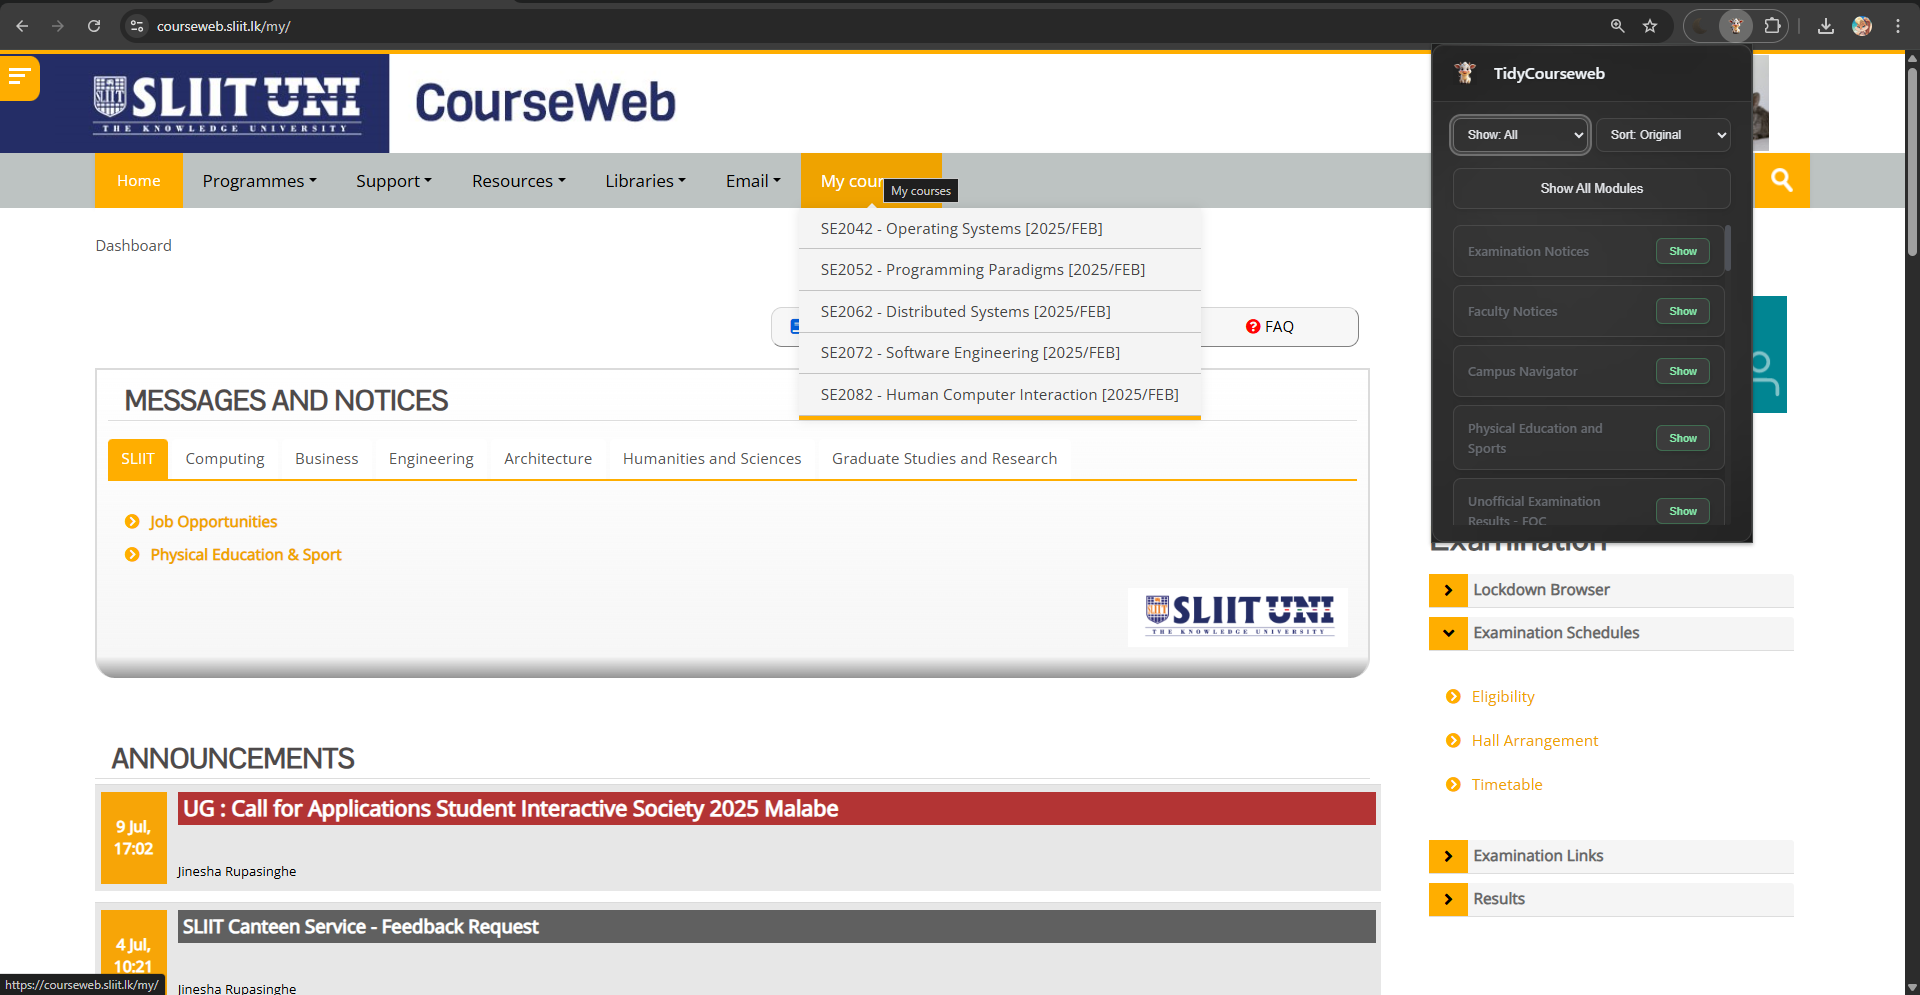 courseweb.sliit.lk/my/
SLIIT UNI
THE KNOWLEDGE UNIVERSITY
CourseWeb
Home
Programmes
Support
Resources
Libraries
Email
My cour
My courses
SE2042 - Operating Systems [2025/FEB]
SE2052 - Programming Paradigms [2025/FEB]
SE2062 - Distributed Systems [2025/FEB]
SE2072 - Software Engineering [2025/FEB]
SE2082 - Human Computer Interaction [2025/FEB]
Dashboard
FAQ
MESSAGES AND NOTICES
SLIIT
Computing
Business
Engineering
Architecture
Humanities and Sciences
Graduate Studies and Research
Job Opportunities
Physical Education & Sport
SLIIT UNI
THE KNOWLEDGE UNIVERSITY
ANNOUNCEMENTS
9 Jul,
17:02
UG : Call for Applications Student Interactive Society 2025 Malabe
Jinesha Rupasinghe
4 Jul,
10:21
SLIIT Canteen Service - Feedback Request
Jinesha Rupasinghe
https://courseweb.sliit.lk/my/
TidyCourseweb
Show: All
Sort: Original
Show All Modules
Examination Notices
Show
Faculty Notices
Show
Campus Navigator
Show
Physical Education and
Sports
Show
Unofficial Examination
Results - FOC
Show
Examination
Lockdown Browser
Examination Schedules
Eligibility
Hall Arrangement
Timetable
Examination Links
Results